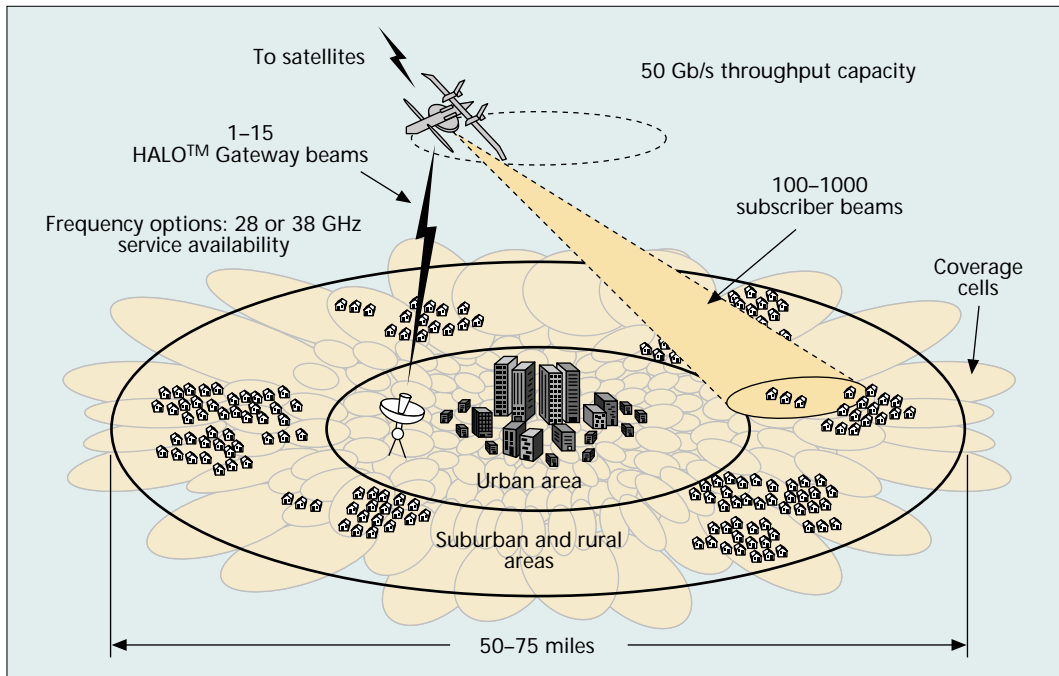 To satellites
50 Gb/s throughput capacity
1–15
HALO™ Gateway beams
100–1000
subscriber beams
Frequency options: 28 or 38 GHz
service availability
Coverage
cells
Urban area
Suburban and rural
areas
50–75 miles